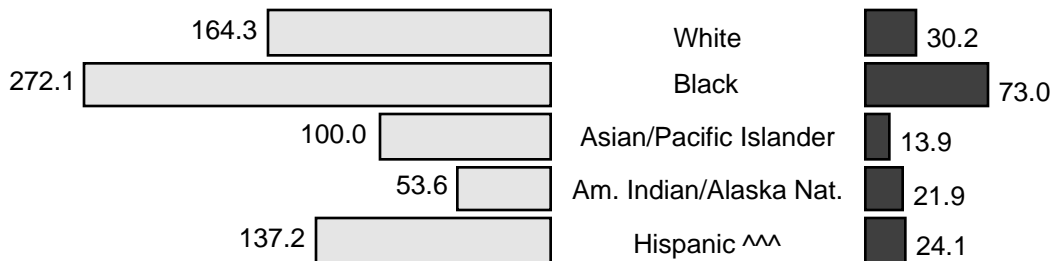 164.3 White 30.2
272.1 Black 73.0
100.0 Asian/Pacific Islander 13.9
53.6 Am. Indian/Alaska Nat. 21.9
137.2 Hispanic ^^^ 24.1